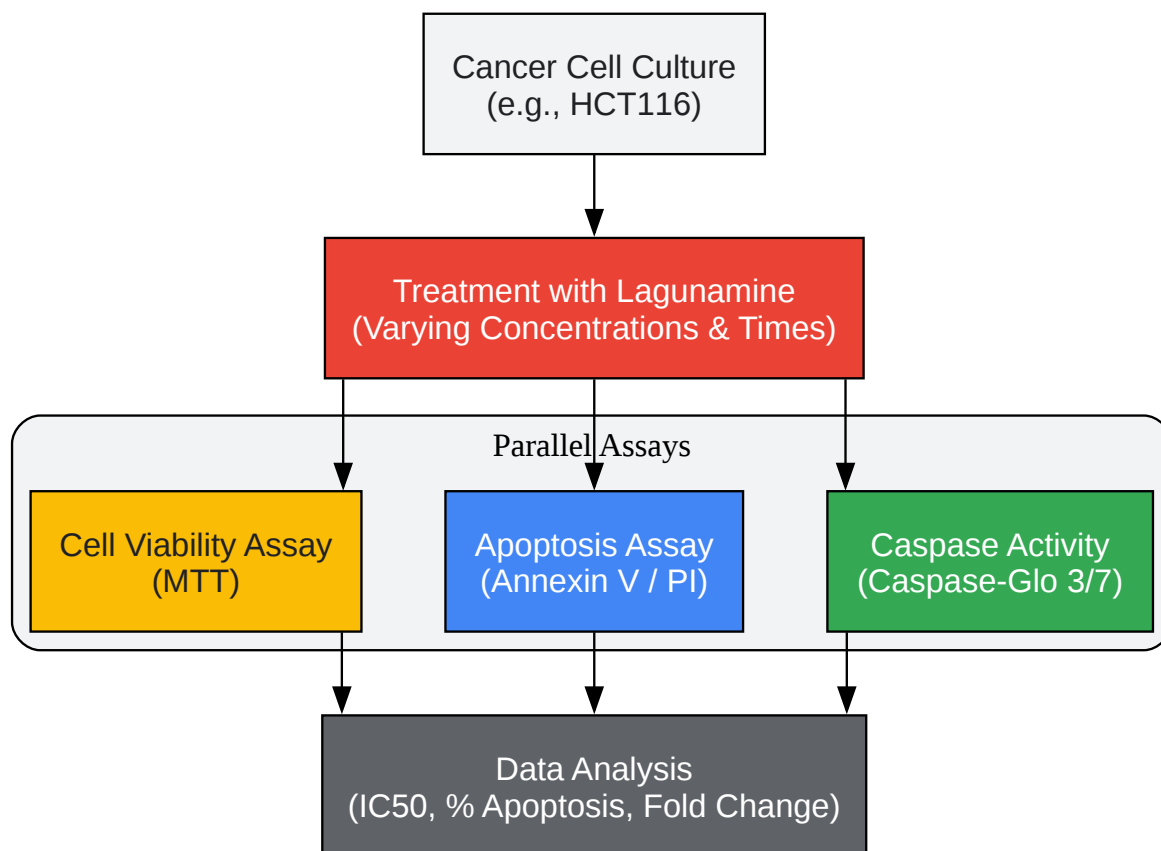 Cancer Cell Culture
(e.g., HCT116)
Treatment with Lagunamine
(Varying Concentrations & Times)
Parallel Assays
Cell Viability Assay
(MTT)
Apoptosis Assay
(Annexin V / PI)
Caspase Activity
(Caspase-Glo 3/7)
Data Analysis
(IC50, % Apoptosis, Fold Change)